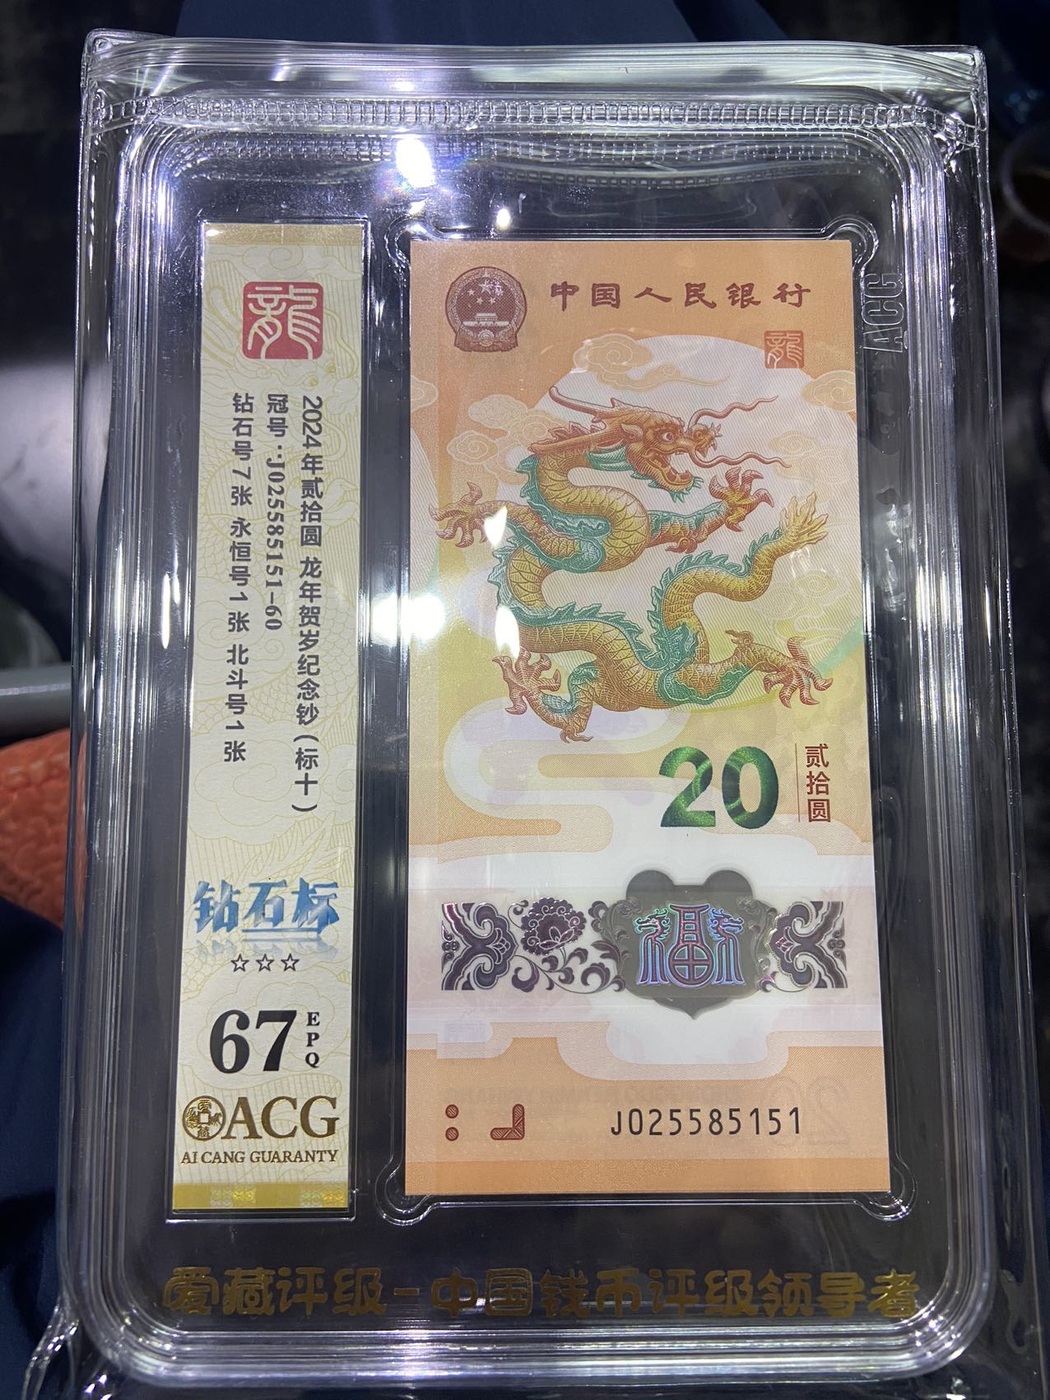 龍
2024年贰拾圆 龙年贺岁纪念钞(标十)
冠号:J025585151-60
钻石号7张 永恒号1张 北斗号1张
钻石标
☆☆☆
67 EPQ
ACG
AI CANG GUARANTY
中国人民银行
龍
20
贰拾圆
福
J025585151
ACG
爱藏评级-中国钱币评级领导者